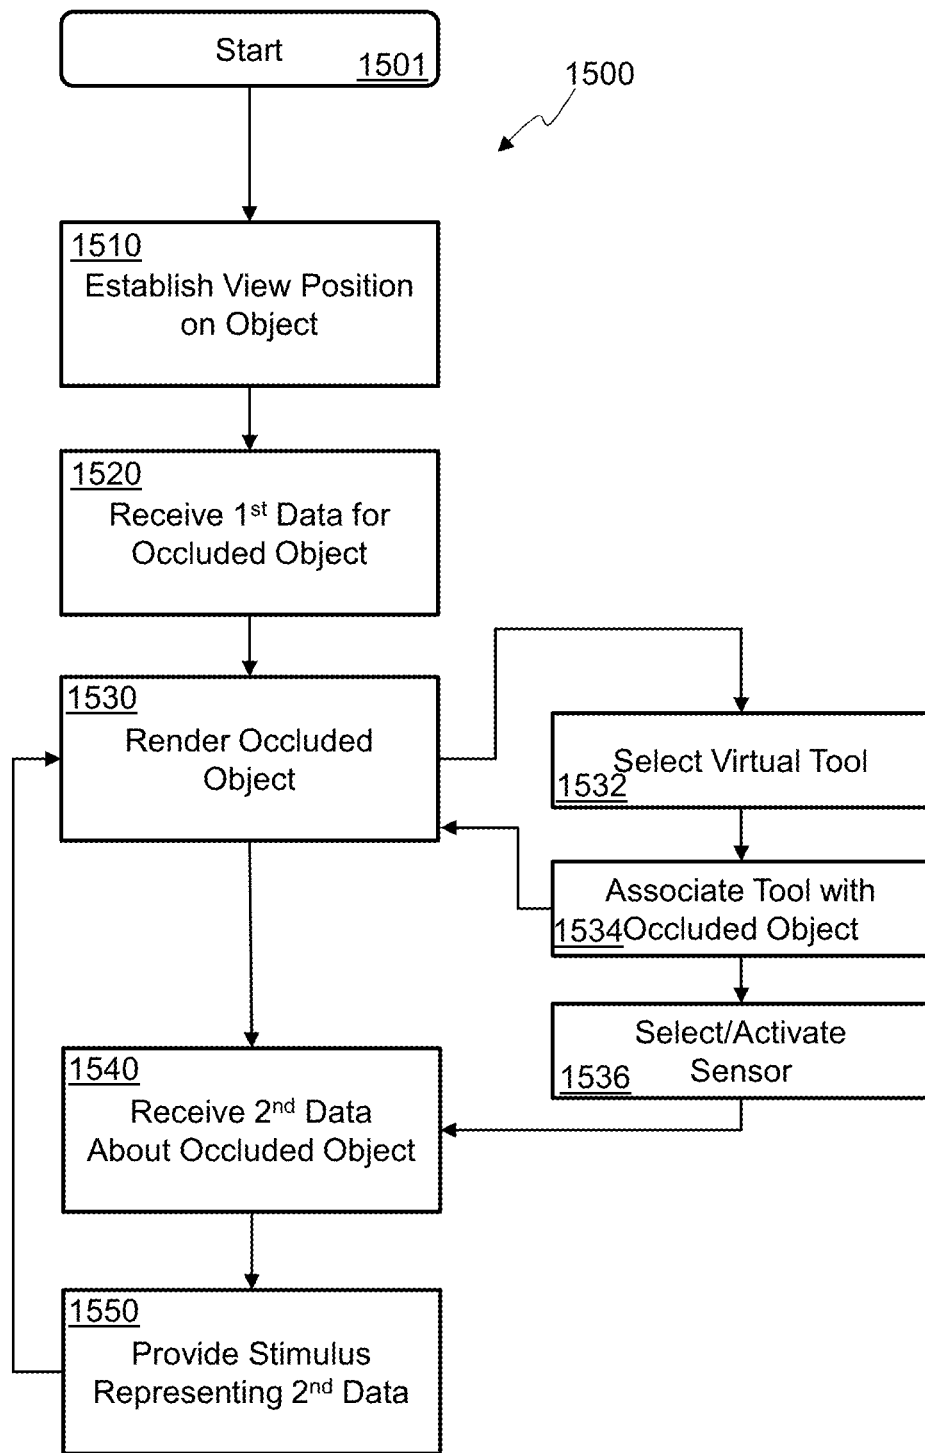 Start
1501
1500
1510
Establish View Position
on Object
1520
Receive 1st Data for
Occluded Object
1530
Render Occluded
Object
Select Virtual Tool
1532
Associate Tool with
1534 Occluded Object
Select/Activate
1536 Sensor
1540
Receive 2nd Data
About Occluded Object
1550
Provide Stimulus
Representing 2nd Data